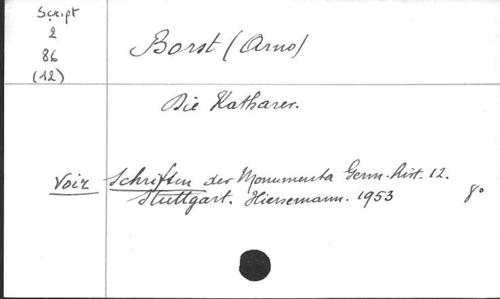 Script
2
86
(12)
Borst (Arno)
Die Katharer.
Voir Schriften der Monumenta Germ. hist. 12.
Stuttgart. Hiersemann. 1953 8°